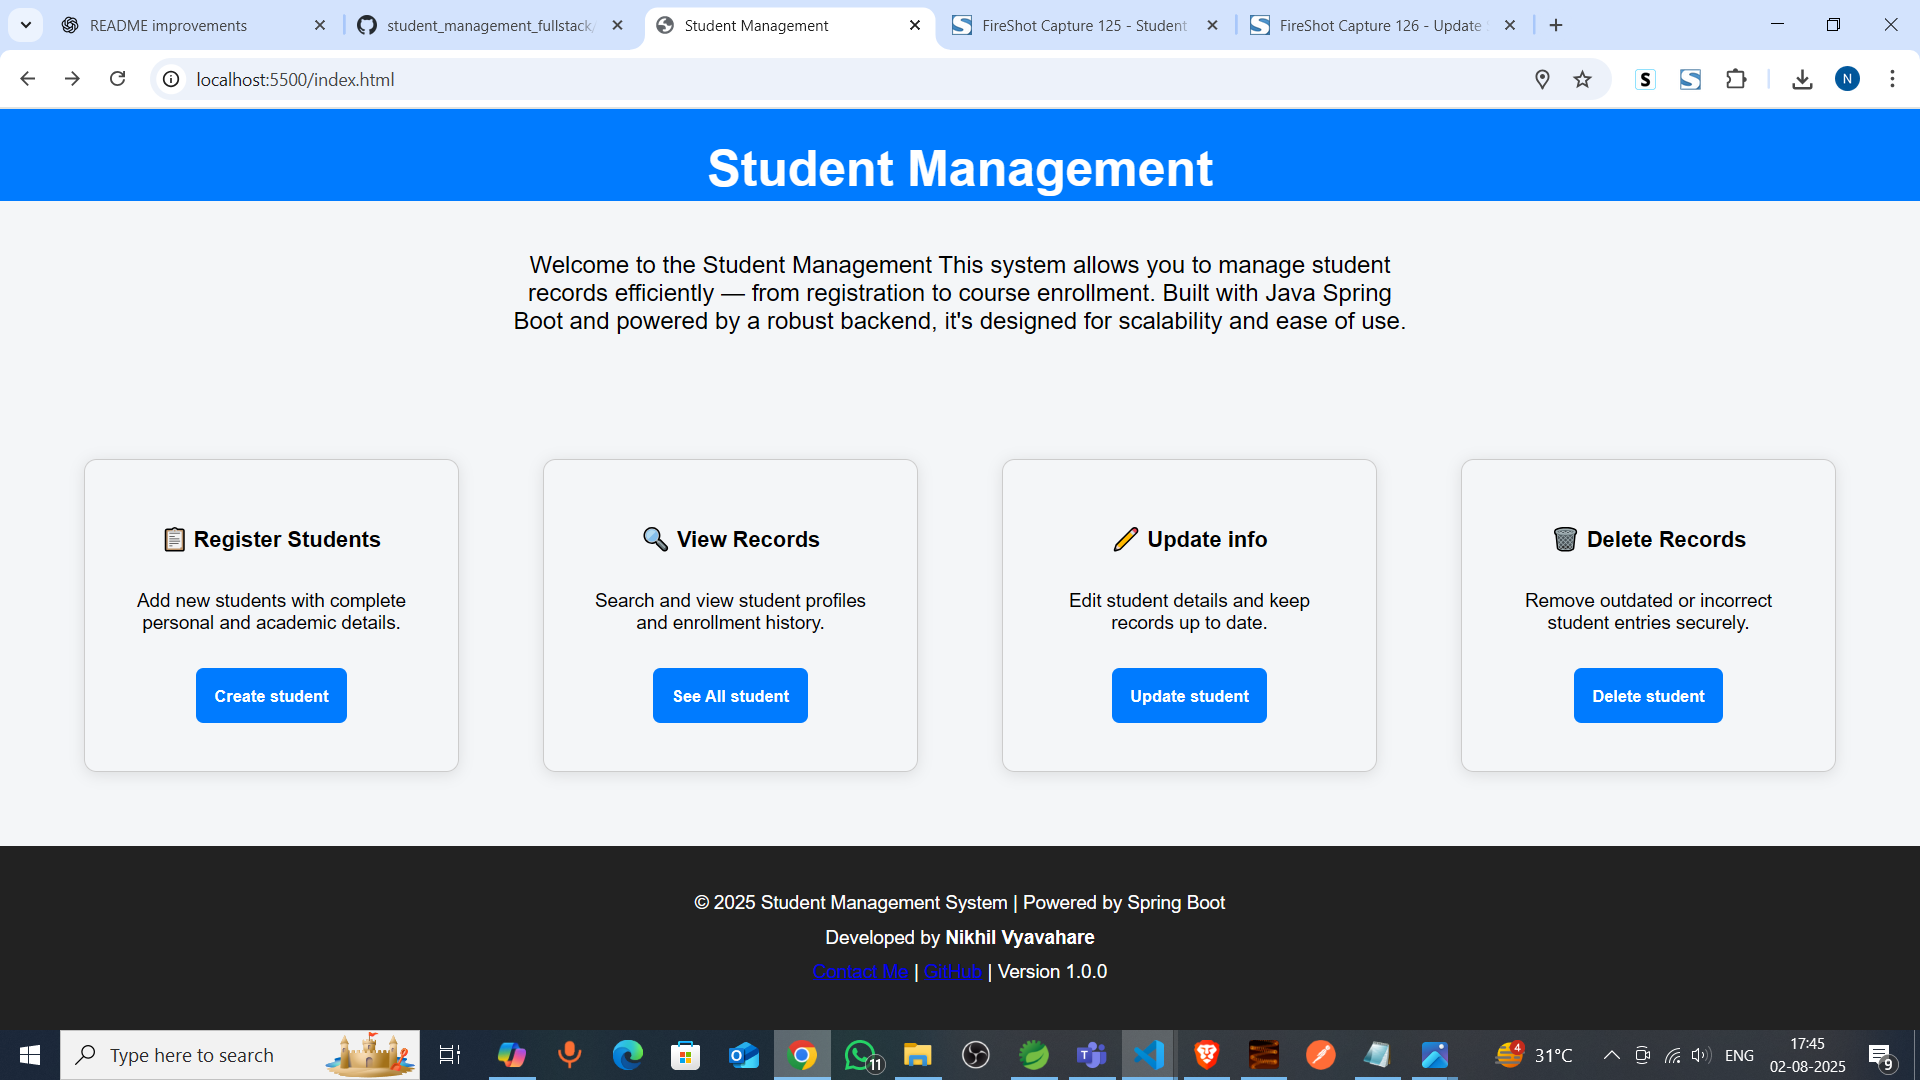 README improvements
student_management_fullstack/
Student Management
FireShot Capture 125 - Student
FireShot Capture 126 - Update
localhost:5500/index.html
S
N
Student Management
Welcome to the Student Management This system allows you to manage student
records efficiently — from registration to course enrollment. Built with Java Spring
Boot and powered by a robust backend, it's designed for scalability and ease of use.
Register Students
Add new students with complete
personal and academic details.
Create student
View Records
Search and view student profiles
and enrollment history.
See All student
Update info
Edit student details and keep
records up to date.
Update student
Delete Records
Remove outdated or incorrect
student entries securely.
Delete student
© 2025 Student Management System | Powered by Spring Boot
Developed by Nikhil Vyavahare
Contact Me | GitHub | Version 1.0.0
Type here to search
11
4
31°C
ENG
17:45
02-08-2025
9